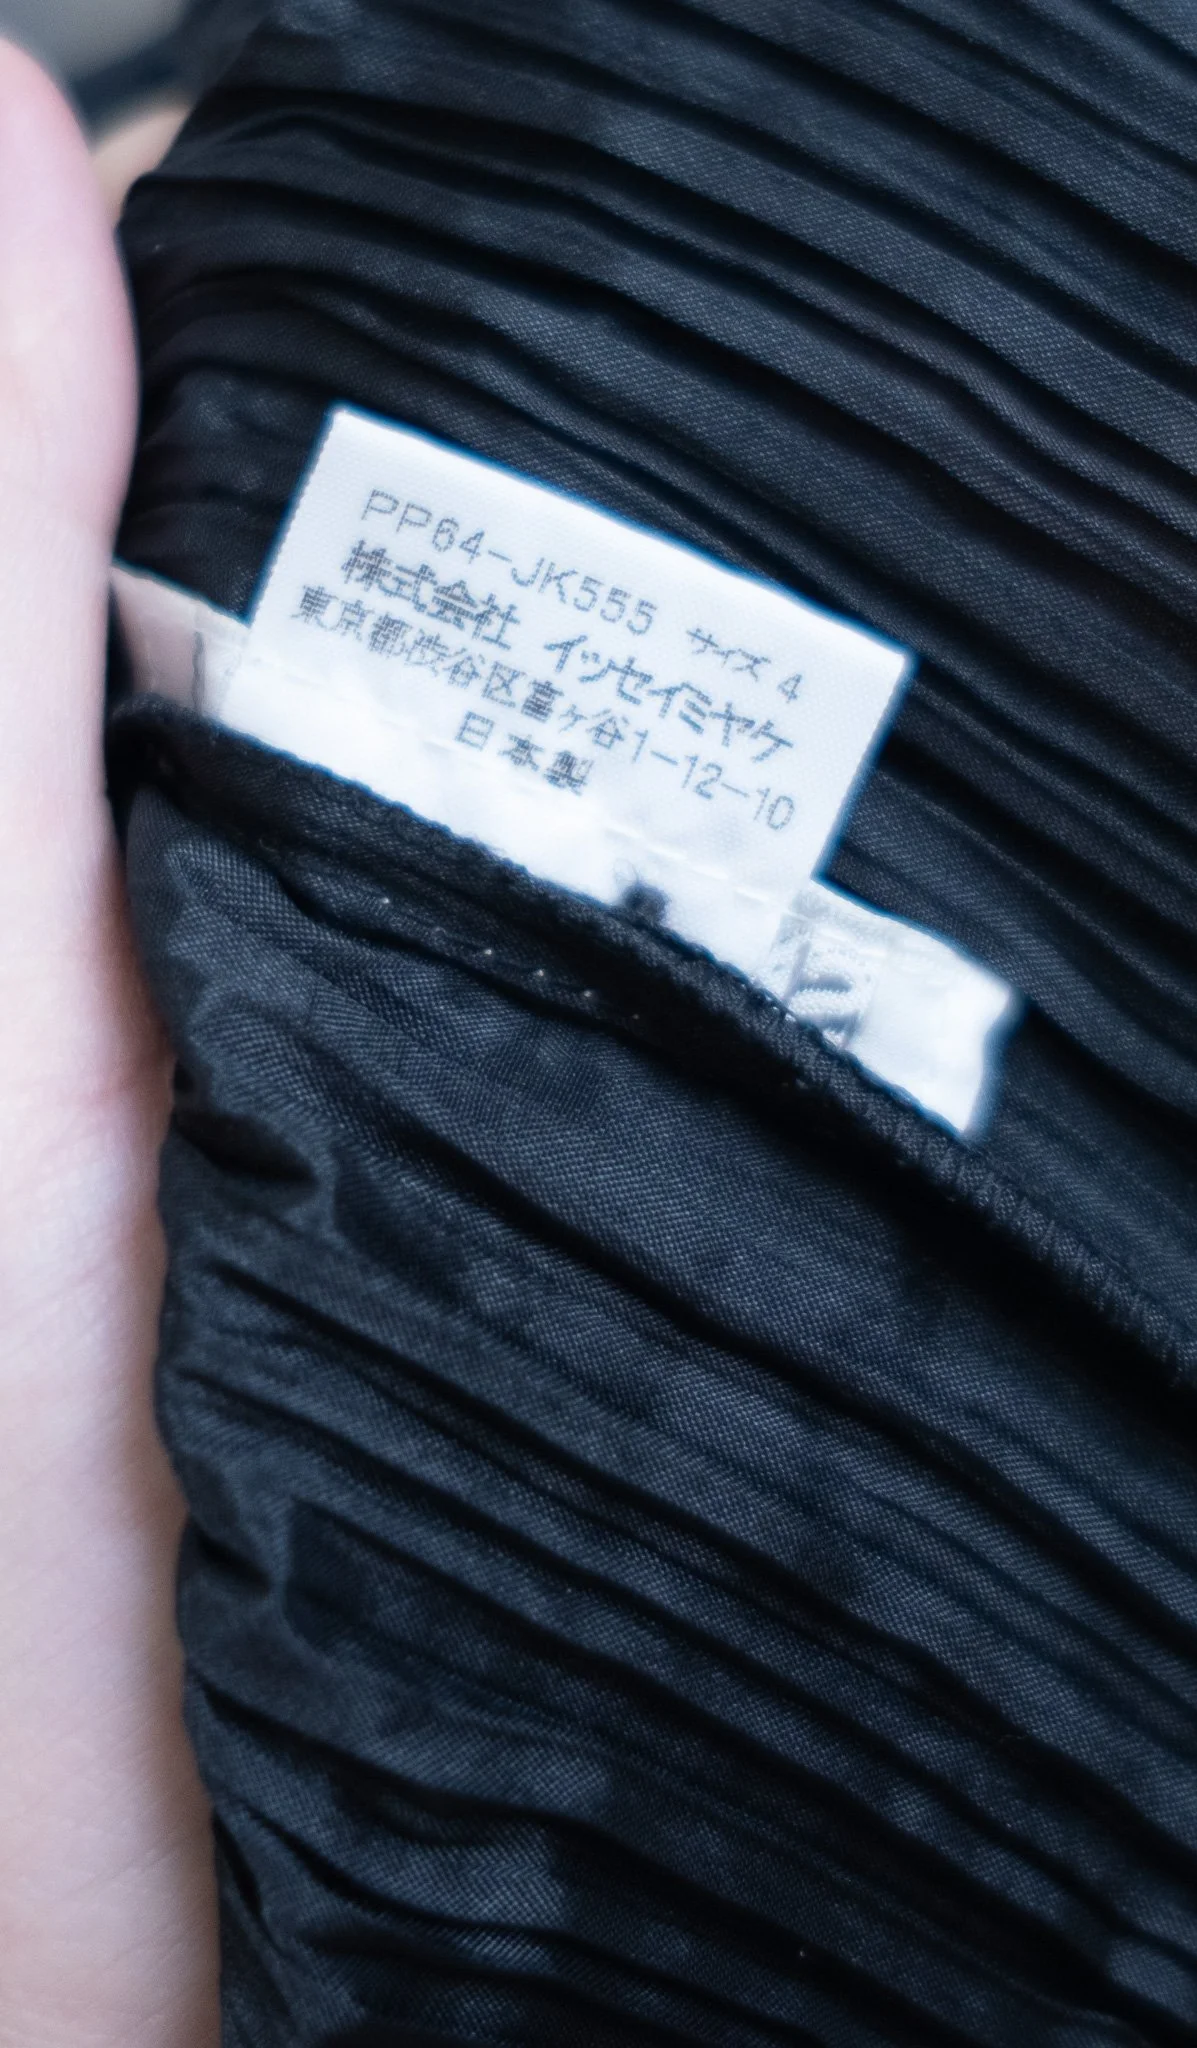 PP64-JK555 サイズ 4
株式会社 イッセイミヤケ
東京都渋谷区富ヶ谷1-12-10
日本製